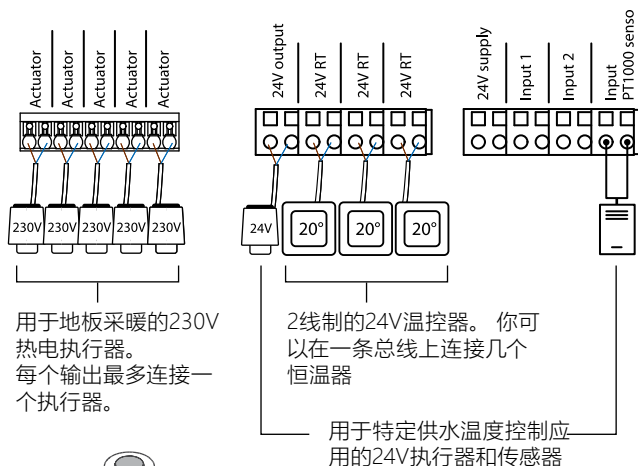 Actuator
Actuator
Actuator
Actuator
Actuator
24V output
24V RT
24V RT
24V RT
24V supply
Input 1
Input 2
Input
PT1000 senso
230V
230V
230V
230V
230V
24V
20°
20°
20°
用于地板采暖的230V
热电执行器。
每个输出最多连接一
个执行器。
2线制的24V温控器。 你可
以在一条总线上连接几个
恒温器
用于特定供水温度控制应
用的24V执行器和传感器